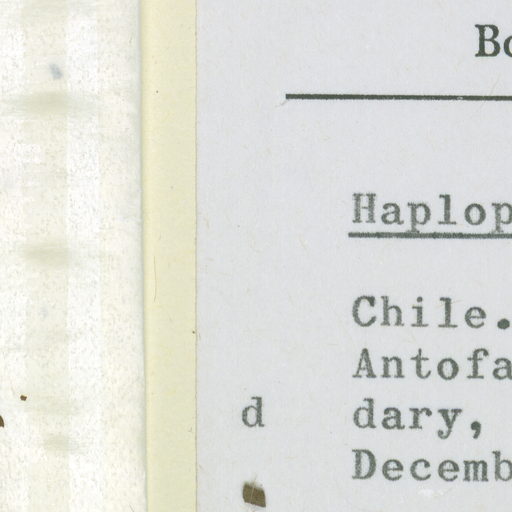 Bo
Haplop
Chile.
Antofa
d dary,
Decemb